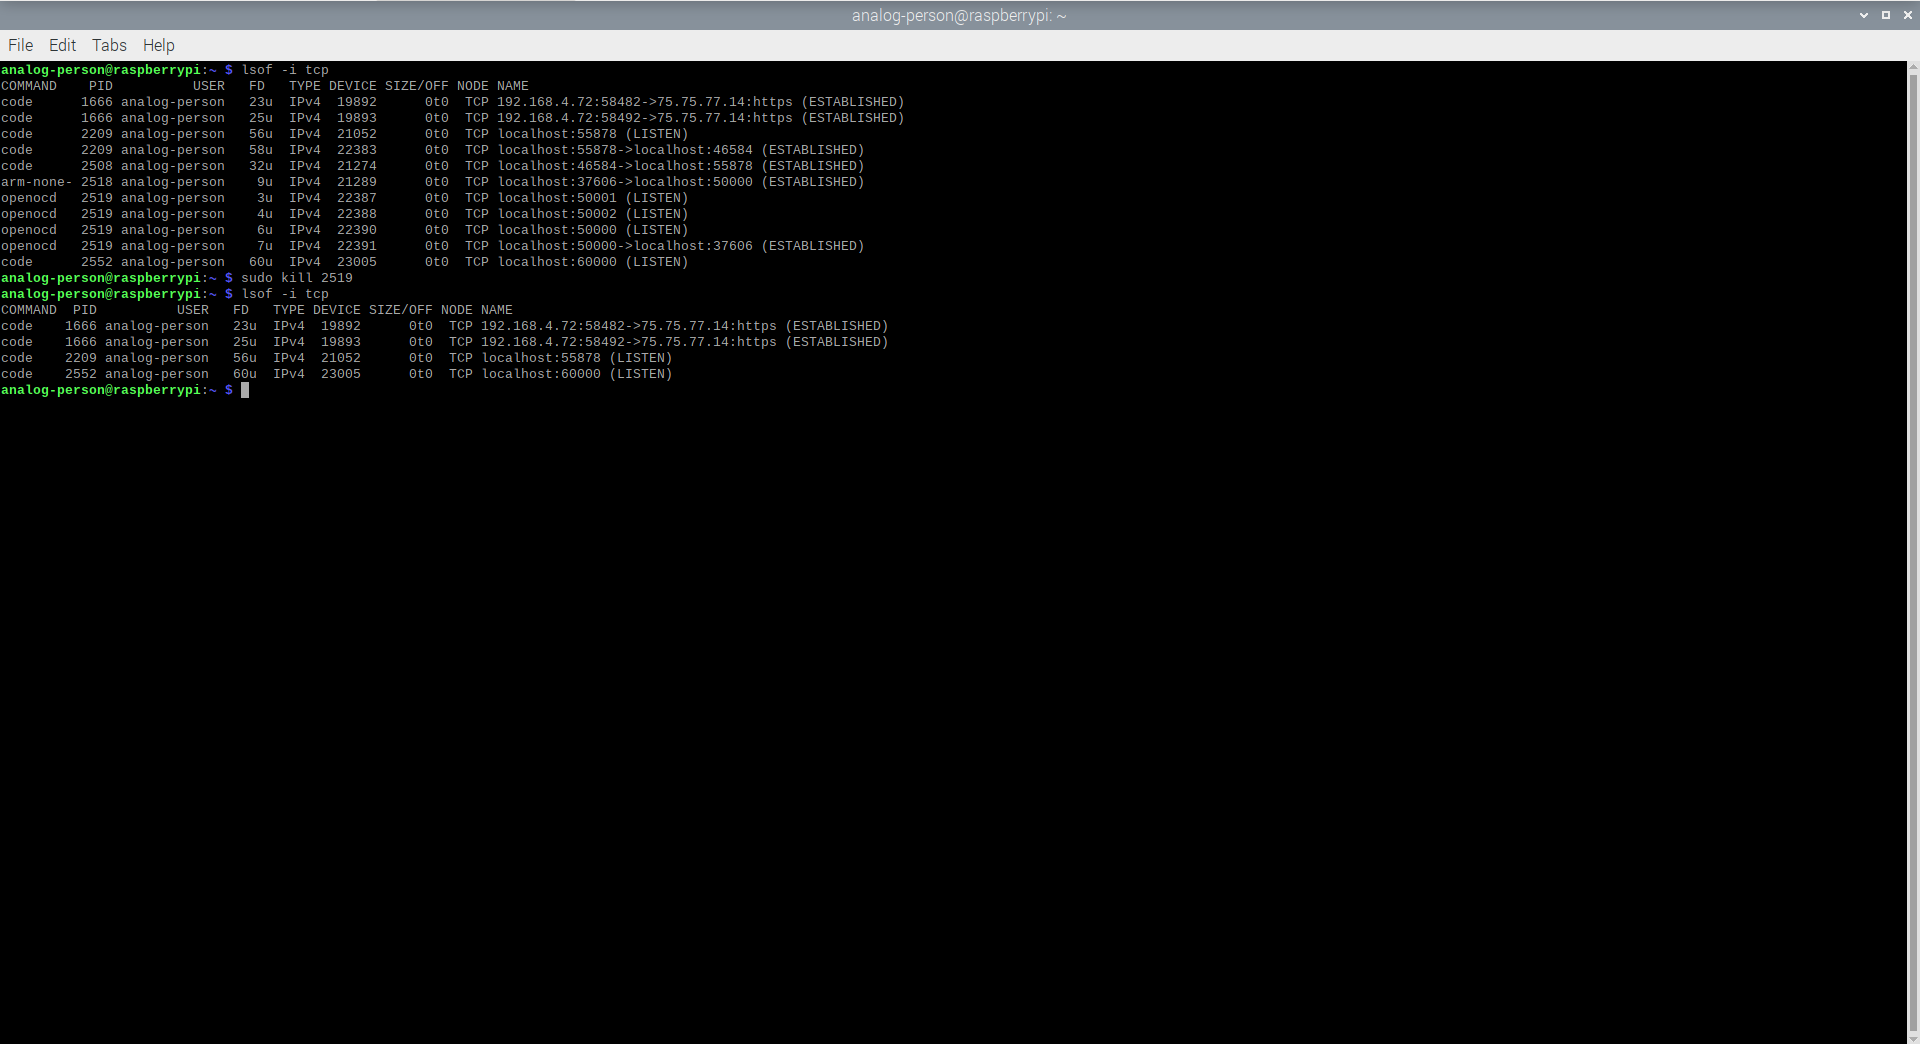 analog-person@raspberrypi: ~
File Edit Tabs Help
analog-person@raspberrypi:~ $ lsof -i tcp
COMMAND    PID          USER   FD   TYPE DEVICE SIZE/OFF NODE NAME
code      1666 analog-person   23u  IPv4  19892      0t0  TCP 192.168.4.72:58482->75.75.77.14:https (ESTABLISHED)
code      1666 analog-person   25u  IPv4  19893      0t0  TCP 192.168.4.72:58492->75.75.77.14:https (ESTABLISHED)
code      2209 analog-person   56u  IPv4  21052      0t0  TCP localhost:55878 (LISTEN)
code      2209 analog-person   58u  IPv4  22383      0t0  TCP localhost:55878->localhost:46584 (ESTABLISHED)
code      2508 analog-person   32u  IPv4  21274      0t0  TCP localhost:46584->localhost:55878 (ESTABLISHED)
arm-none- 2518 analog-person    9u  IPv4  21289      0t0  TCP localhost:37606->localhost:50000 (ESTABLISHED)
openocd   2519 analog-person    3u  IPv4  22387      0t0  TCP localhost:50001 (LISTEN)
openocd   2519 analog-person    4u  IPv4  22388      0t0  TCP localhost:50002 (LISTEN)
openocd   2519 analog-person    6u  IPv4  22390      0t0  TCP localhost:50000 (LISTEN)
openocd   2519 analog-person    7u  IPv4  22391      0t0  TCP localhost:50000->localhost:37606 (ESTABLISHED)
code      2552 analog-person   60u  IPv4  23005      0t0  TCP localhost:60000 (LISTEN)
analog-person@raspberrypi:~ $ sudo kill 2519
analog-person@raspberrypi:~ $ lsof -i tcp
COMMAND  PID          USER   FD   TYPE DEVICE SIZE/OFF NODE NAME
code    1666 analog-person   23u  IPv4  19892      0t0  TCP 192.168.4.72:58482->75.75.77.14:https (ESTABLISHED)
code    1666 analog-person   25u  IPv4  19893      0t0  TCP 192.168.4.72:58492->75.75.77.14:https (ESTABLISHED)
code    2209 analog-person   56u  IPv4  21052      0t0  TCP localhost:55878 (LISTEN)
code    2552 analog-person   60u  IPv4  23005      0t0  TCP localhost:60000 (LISTEN)
analog-person@raspberrypi:~ $